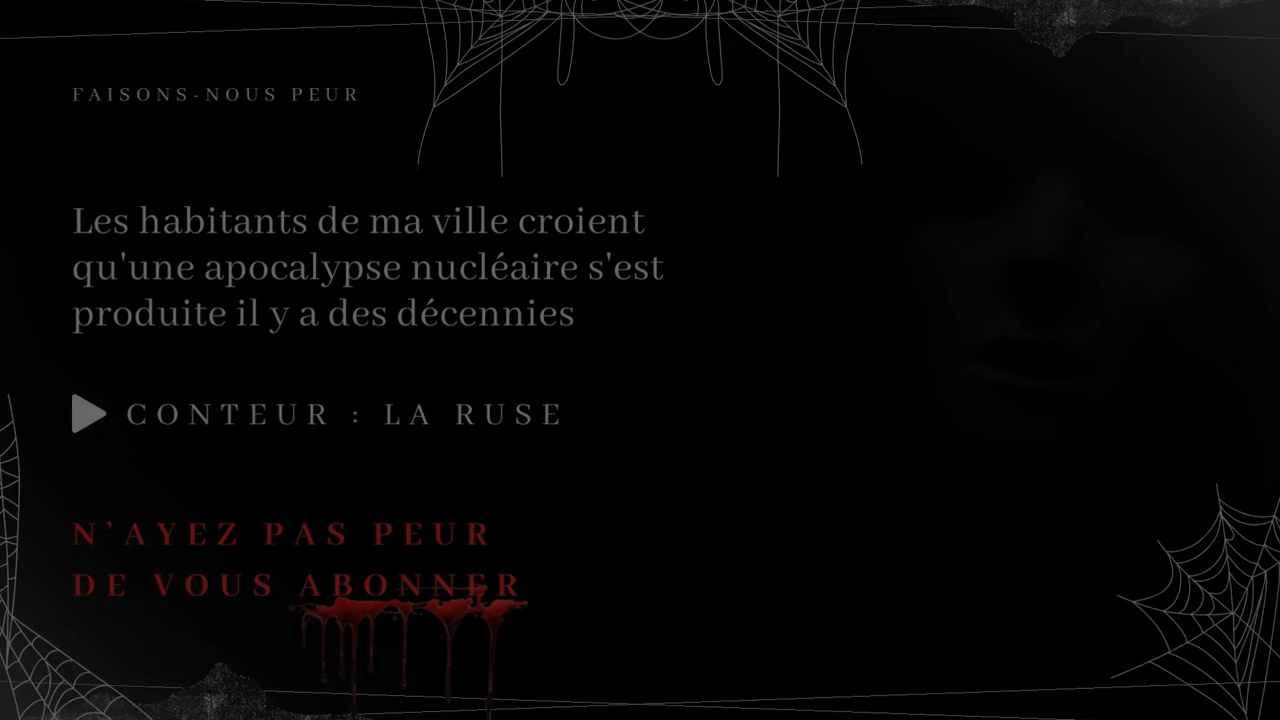 FAISONS-NOUS PEUR
Les habitants de ma ville croient
qu'une apocalypse nucléaire s'est
produite il y a des décennies
CONTEUR : LA RUSE
N'AYEZ PAS PEUR
DE VOUS ABONNER